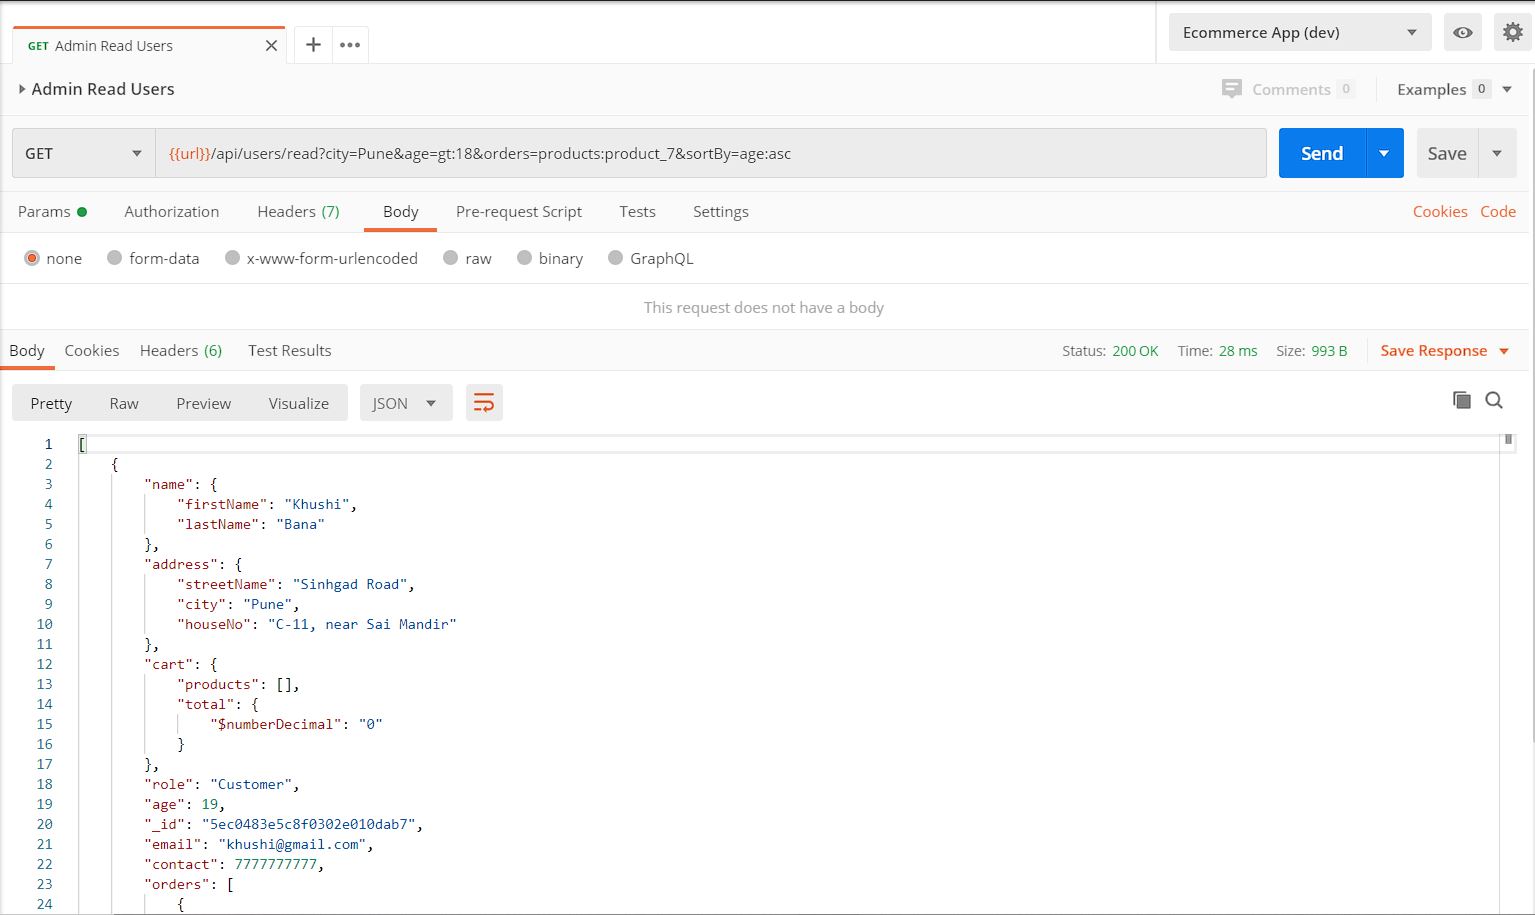 GET Admin Read Users
Ecommerce App (dev)
Admin Read Users
Comments 0
Examples 0
GET
{{url}}/api/users/read?city=Pune&age=gt:18&orders=products:product_7&sortBy=age:asc
Send
Save
Params
Authorization
Headers (7)
Body
Pre-request Script
Tests
Settings
Cookies
Code
none
form-data
x-www-form-urlencoded
raw
binary
GraphQL
This request does not have a body
Body
Cookies
Headers (6)
Test Results
Status: 200 OK
Time: 28 ms
Size: 993 B
Save Response
Pretty
Raw
Preview
Visualize
JSON
1 [
2 {
3 "name": {
4 "firstName": "Khushi",
5 "lastName": "Bana"
6 },
7 "address": {
8 "streetName": "Sinhgad Road",
9 "city": "Pune",
10 "houseNo": "C-11, near Sai Mandir"
11 },
12 "cart": {
13 "products": [],
14 "total": {
15 "$numberDecimal": "0"
16 }
17 },
18 "role": "Customer",
19 "age": 19,
20 "_id": "5ec0483e5c8f0302e010dab7",
21 "email": "khushi@gmail.com",
22 "contact": 7777777777,
23 "orders": [
24 {